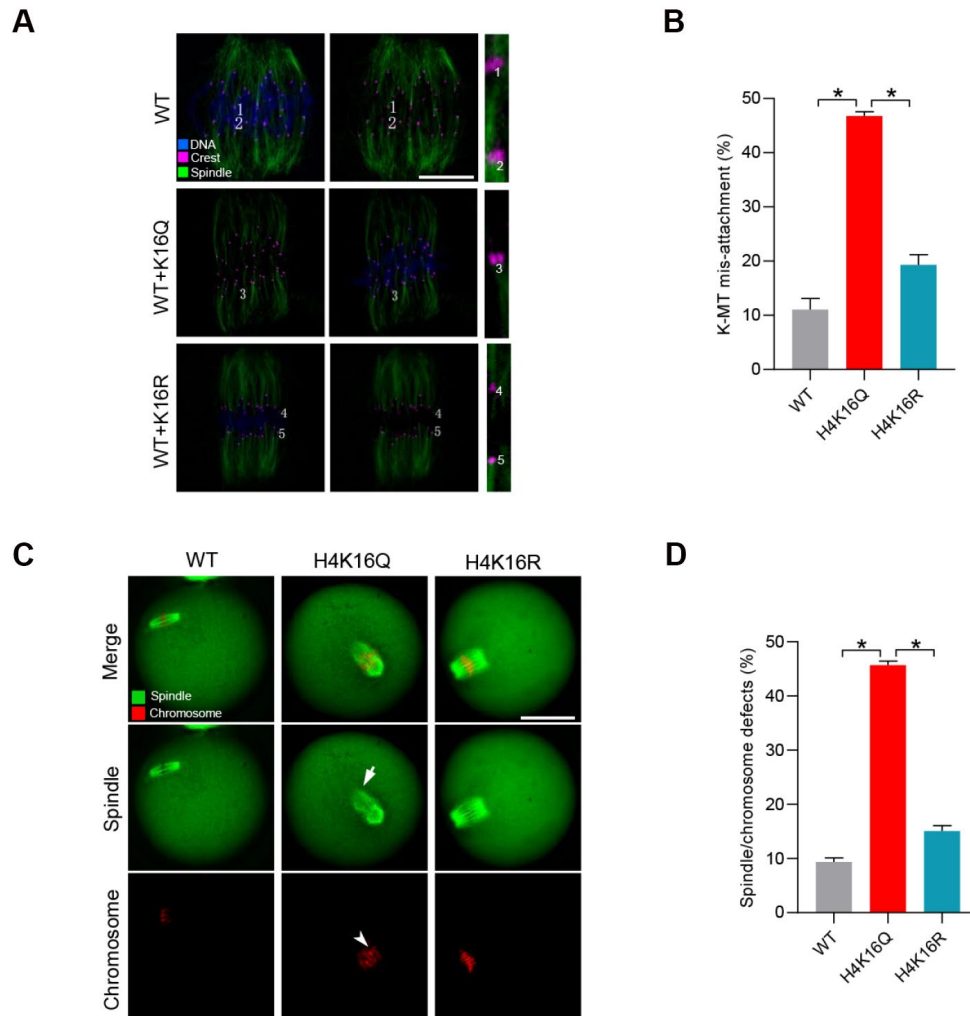 A
WT
WT+K16Q
WT+K16R
1
2
DNA
Crest
Spindle
1
2
1
2
3
3
3
4
5
4
5
4
5
B
K-MT mis-attachment (%)
50
40
30
20
10
0
* *
WT
H4K16Q
H4K16R
C
WT H4K16Q H4K16R
Merge
Spindle
Chromosome
Spindle
Chromosome
D
Spindle/chromosome defects (%)
50
40
30
20
10
0
* *
WT
H4K16Q
H4K16R